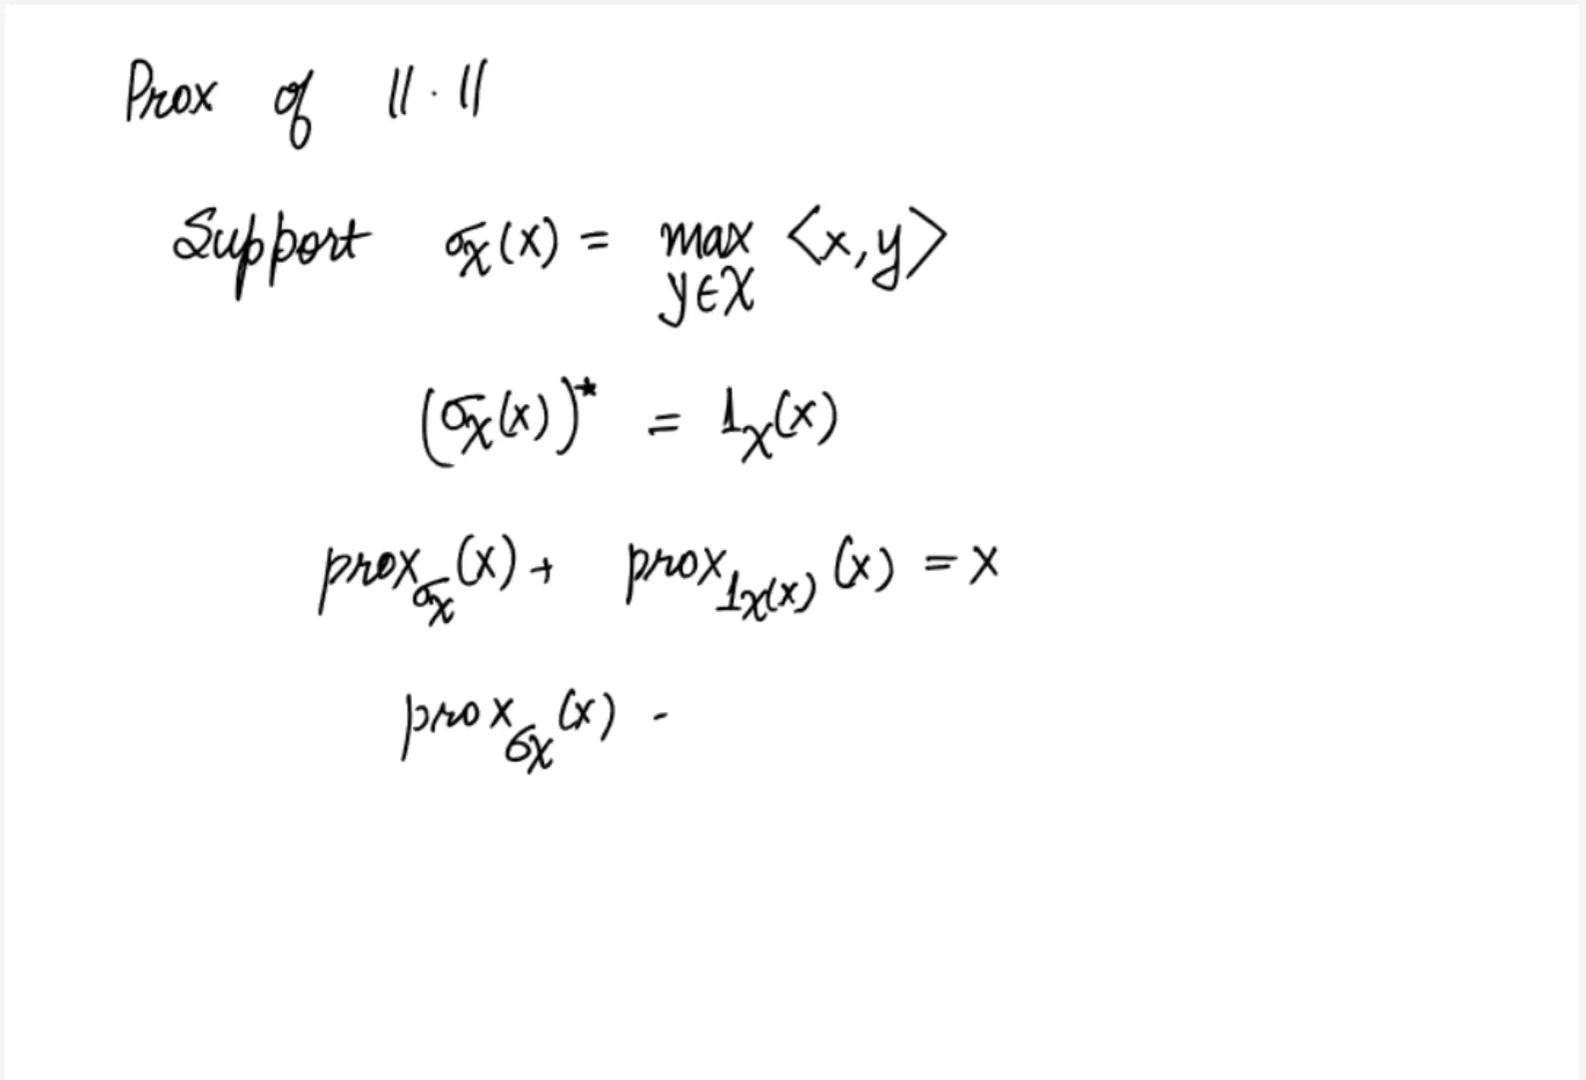 Prox of ||·||
Support σ_X(x) = max_{y∈X} <x,y>
(σ_X(x))* = 1_X(x)
prox_{σ_X}(x) + prox_{1_X(x)}(x) = x
prox_{σ_X}(x) -